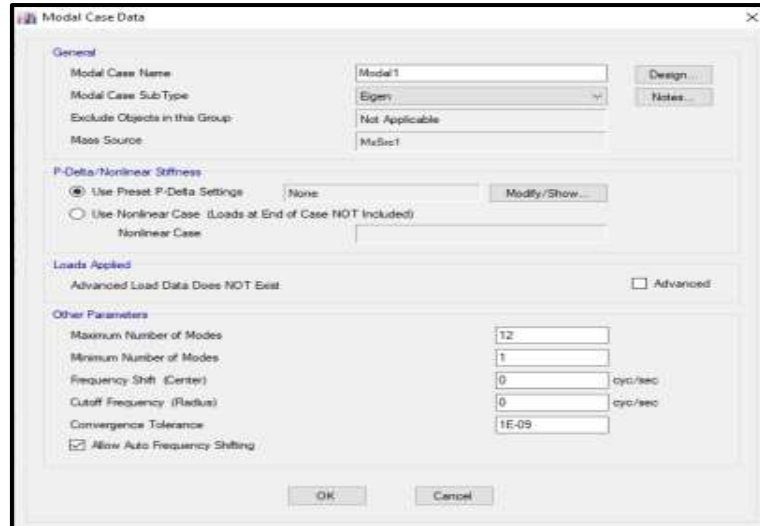 Modal Case Data
General
Modal Case Name Modal1 Design...
Modal Case SubType Eigen Notes...
Exclude Objects in this Group Not Applicable
Mass Source MsSrc1
P-Delta/Nonlinear Stiffness
Use Preset P-Delta Settings None Modify/Show...
Use Nonlinear Case (Loads at End of Case NOT Included)
Nonlinear Case
Loads Applied
Advanced Load Data Does NOT Exist Advanced
Other Parameters
Maximum Number of Modes 12
Minimum Number of Modes 1
Frequency Shift (Center) 0 cyc/sec
Cutoff Frequency (Radius) 0 cyc/sec
Convergence Tolerance 1E-09
Allow Auto Frequency Shifting
OK Cancel